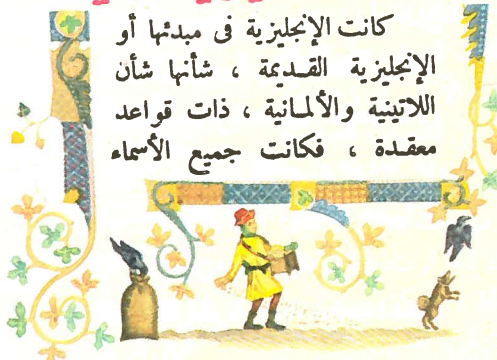 كانت الإنجليزية فى مبدئها أو
الإنجليزية القديمة ، شأنها شأن
اللاتينية والألمانية ، ذات قواعد
معقدة ، فكانت جميع الأسماء